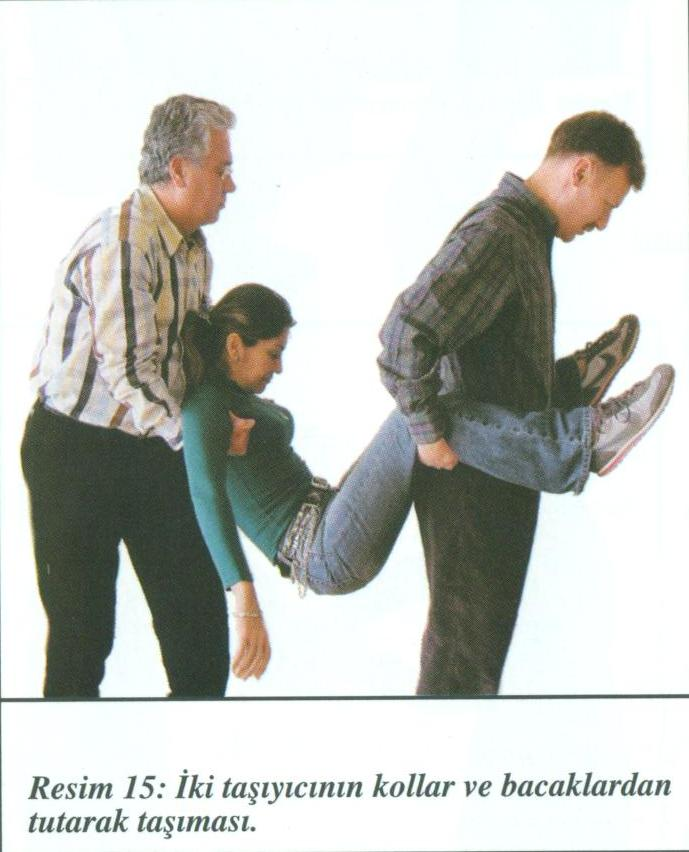 Resim 15: İki taşıyıcının kollar ve bacaklardan
tutarak taşıması.